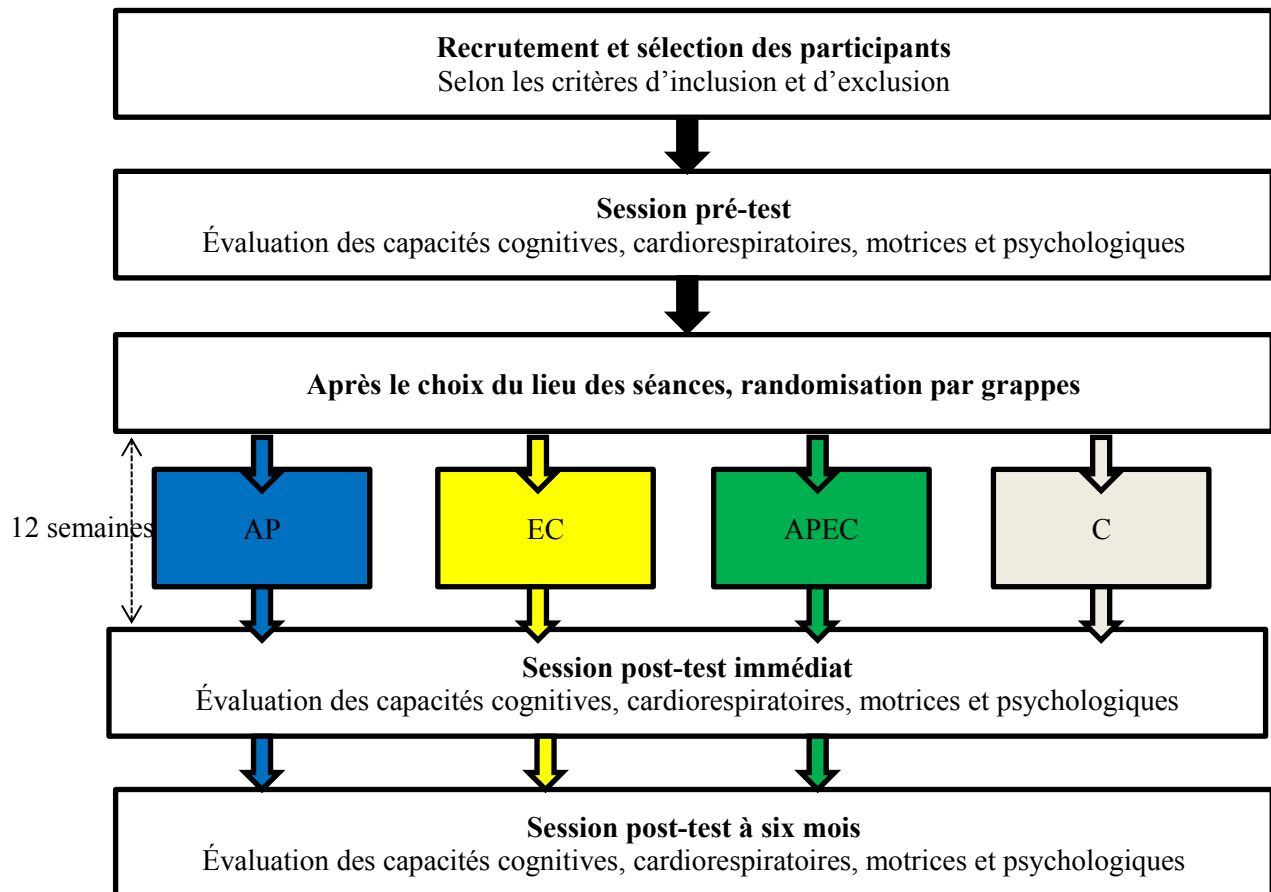 Recrutement et sélection des participants
Selon les critères d’inclusion et d’exclusion
Session pré-test
Évaluation des capacités cognitives, cardiorespiratoires, motrices et psychologiques
Après le choix du lieu des séances, randomisation par grappes
12 semaines
AP
EC
APEC
C
Session post-test immédiat
Évaluation des capacités cognitives, cardiorespiratoires, motrices et psychologiques
Session post-test à six mois
Évaluation des capacités cognitives, cardiorespiratoires, motrices et psychologiques